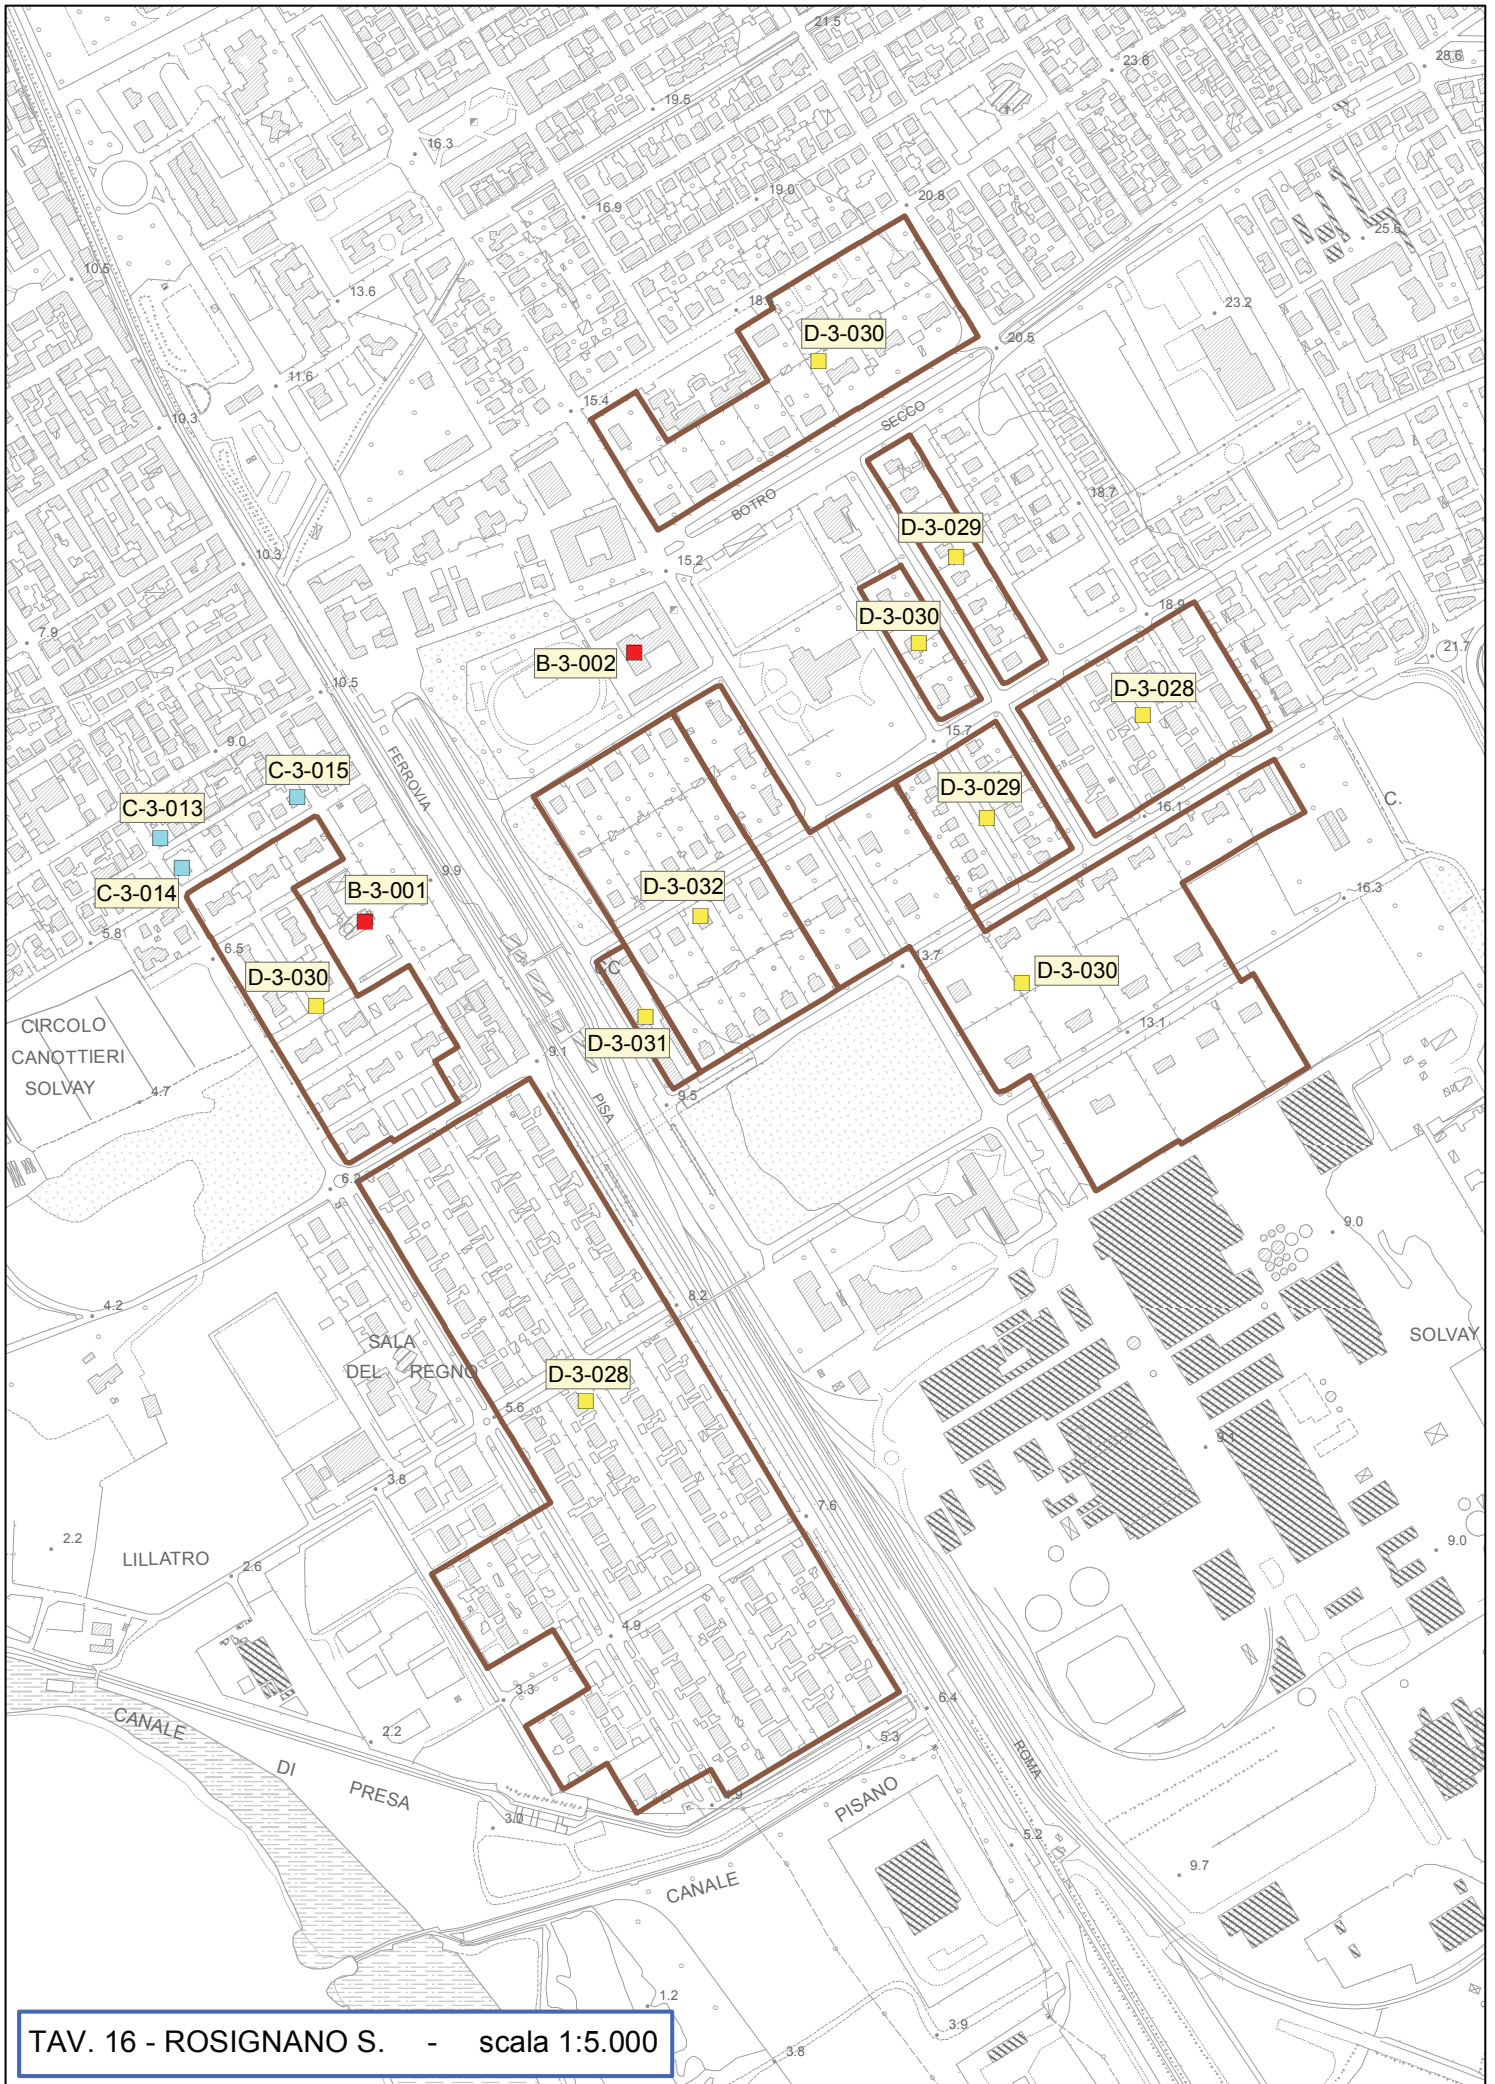 21.5
28.6
23.6
19.5
16.3
19.0
16.9
20.8
25.6
10.5
13.6
23.2
D-3-030
20.5
11.6
15.4
10.3
SECCO
BOTRO
18.7
D-3-029
10.3
15.2
D-3-030
18.9
7.9
B-3-002
21.7
10.5
D-3-028
15.7
9.0
FERROVIA
C-3-015
C-3-013
D-3-029
16.1
C.
C-3-014
B-3-001
9.9
D-3-032
16.3
5.8
6.5
13.7
CC
D-3-030
D-3-030
CIRCOLO
CANOTTIERI
SOLVAY
D-3-031
13.1
9.1
4.7
PISA
9.5
6.2
9.0
4.2
8.2
SALA
DEL REGNO
SOLVAY
D-3-028
5.6
9.1
3.8
7.6
2.2
LILLATRO
2.6
9.0
4.9
3.3
6.4
CANALE
DI
PRESA
2.2
5.3
ROMA
PISANO
3.0
5.2
9.7
CANALE
1.2
3.9
3.8
TAV. 16 - ROSIGNANO S. - scala 1:5.000